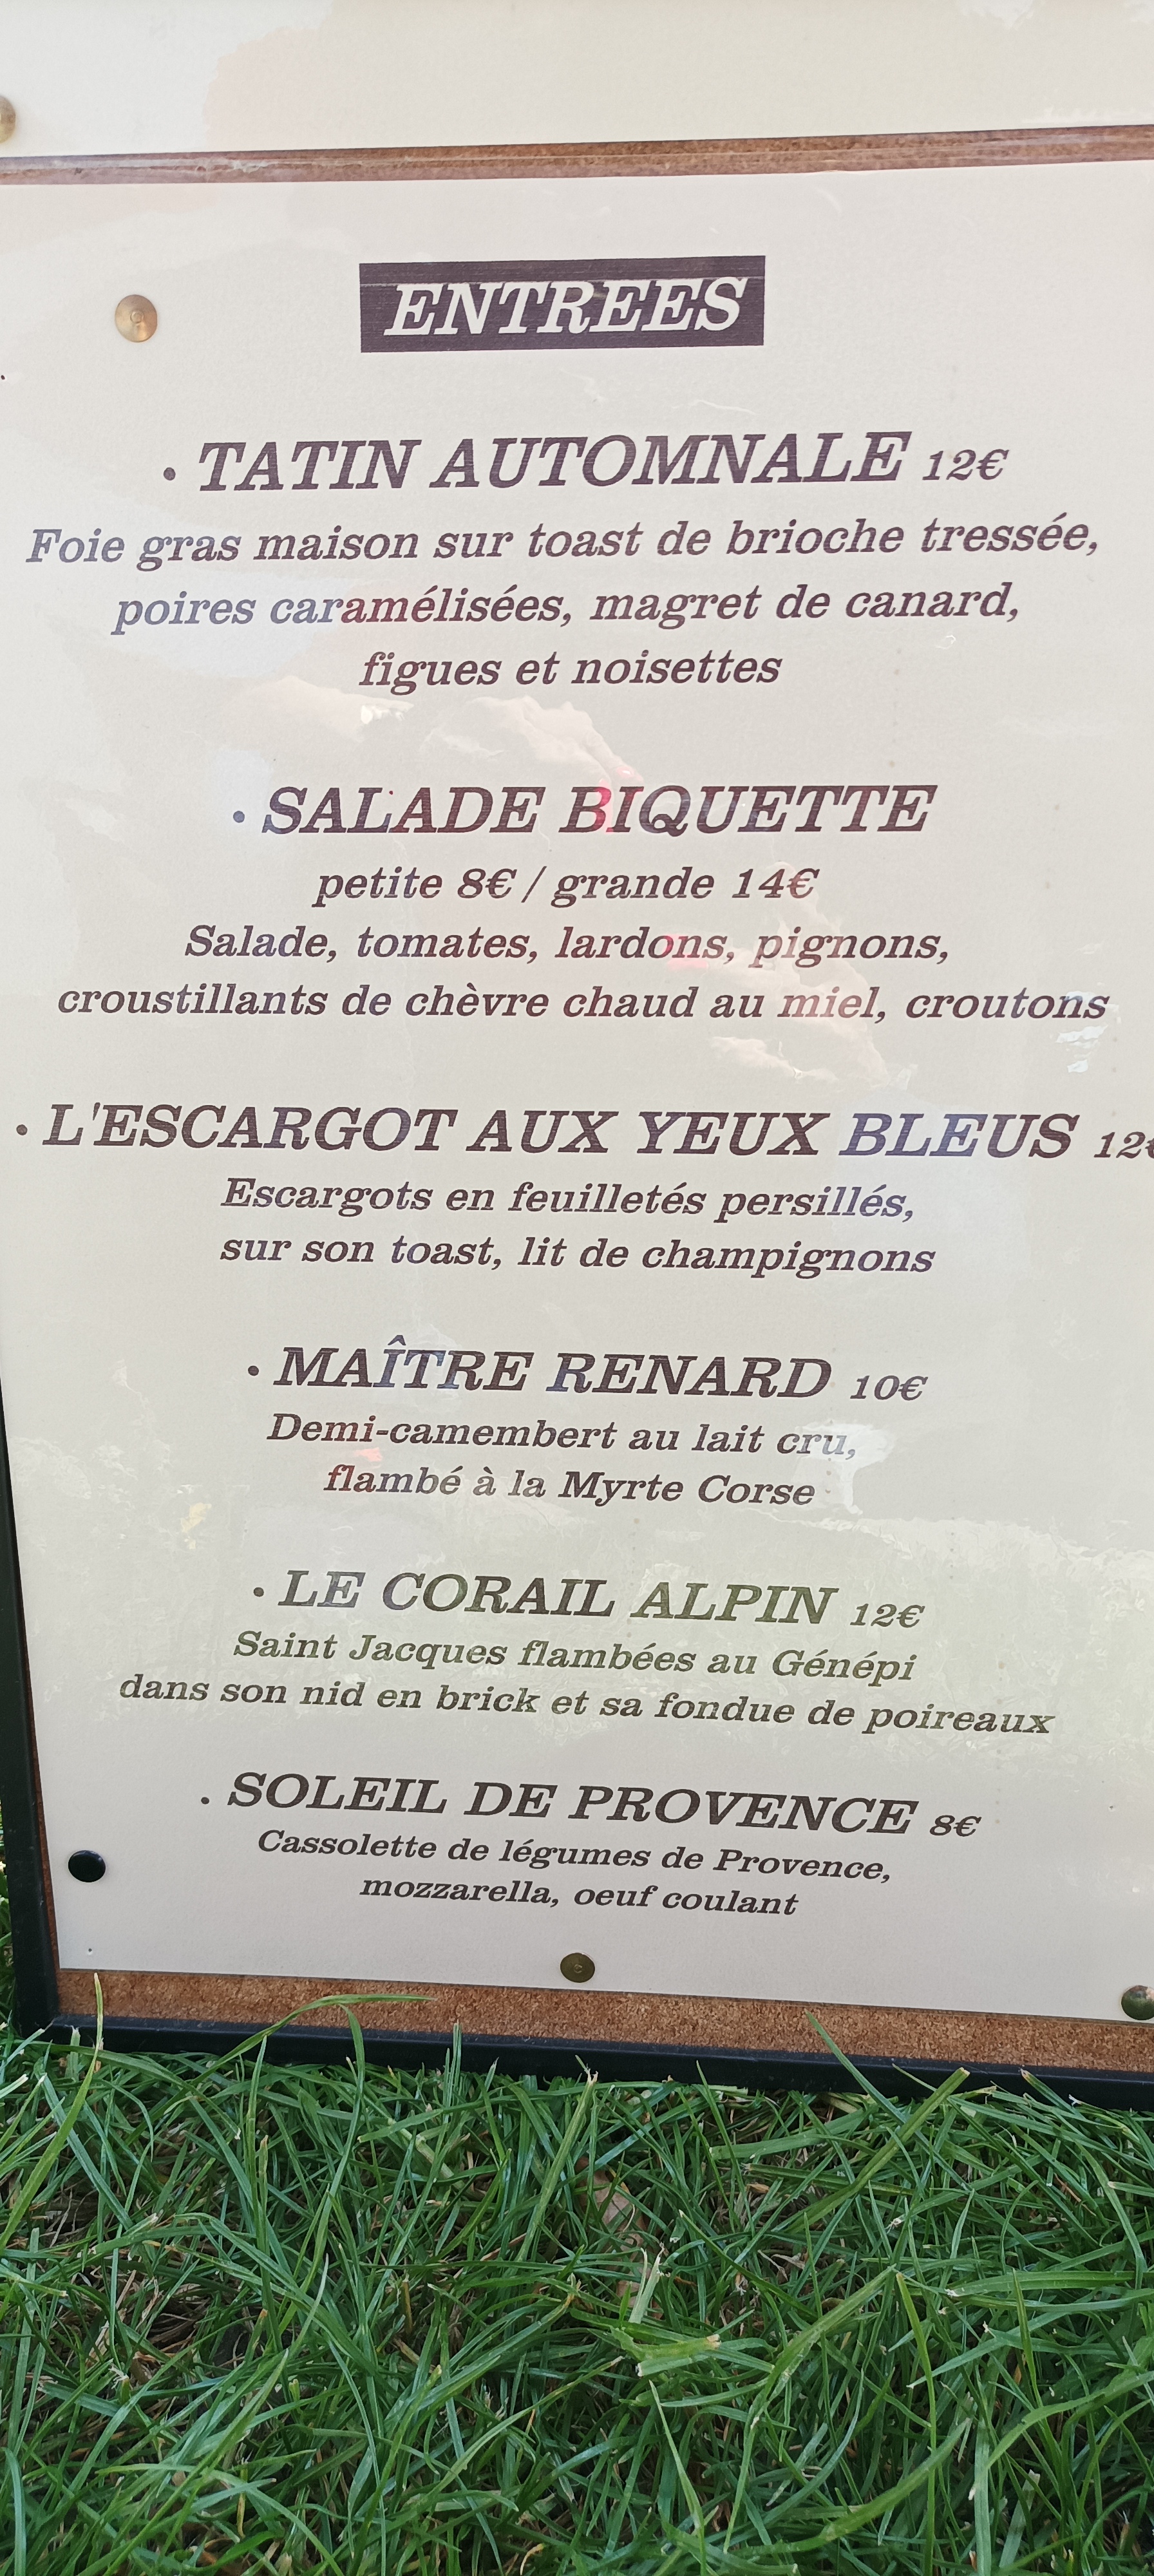 ENTREES
• TATIN AUTOMNALE 12€
Foie gras maison sur toast de brioche tressée,
poires caramélisées, magret de canard,
figues et noisettes
• SALADE BIQUETTE
petite 8€ / grande 14€
Salade, tomates, lardons, pignons,
croustillants de chèvre chaud au miel, croutons
• L'ESCARGOT AUX YEUX BLEUS 12€
Escargots en feuilletés persillés,
sur son toast, lit de champignons
• MAÎTRE RENARD 10€
Demi-camembert au lait cru,
flambé à la Myrte Corse
• LE CORAIL ALPIN 12€
Saint Jacques flambées au Génépi
dans son nid en brick et sa fondue de poireaux
. SOLEIL DE PROVENCE 8€
Cassolette de légumes de Provence,
mozzarella, oeuf coulant